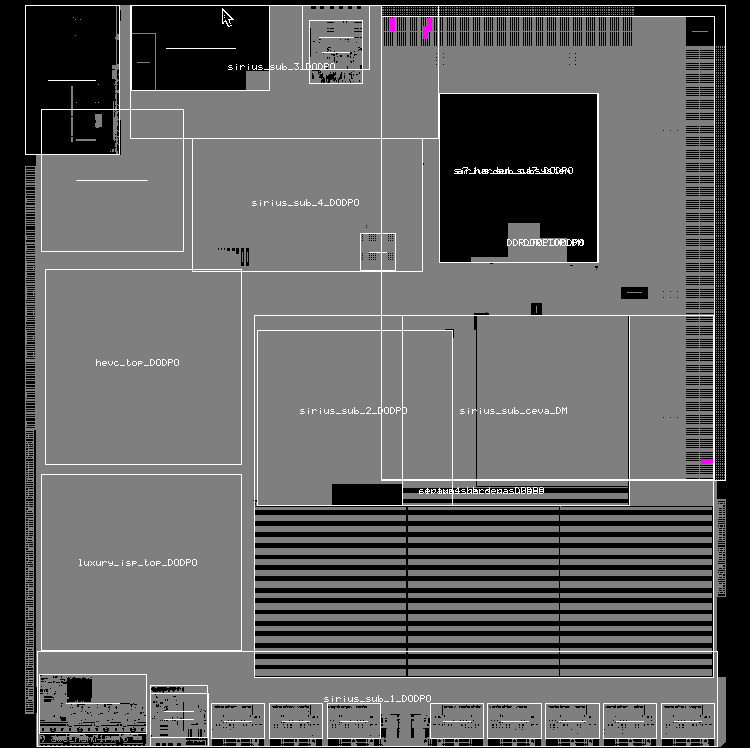 sirius_sub_3_DODPO
sirius_sub_4_DODPO
hevc_top_DODPO
sirius_sub_2_DODPO
sirius_sub_ceva_DM
luxury_isp_top_DODPO
sirius_sub_1_DODPO